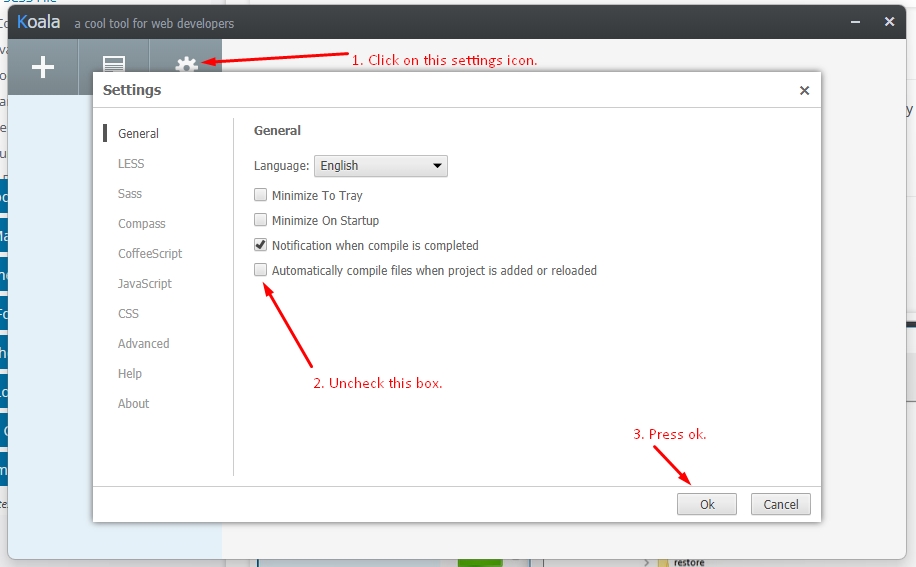 Koala a cool tool for web developers
1. Click on this settings icon.
Settings
General
LESS
Sass
Compass
CoffeeScript
JavaScript
CSS
Advanced
Help
About
General
Language: English
Minimize To Tray
Minimize On Startup
Notification when compile is completed
Automatically compile files when project is added or reloaded
2. Uncheck this box.
3. Press ok.
Ok
Cancel
restore